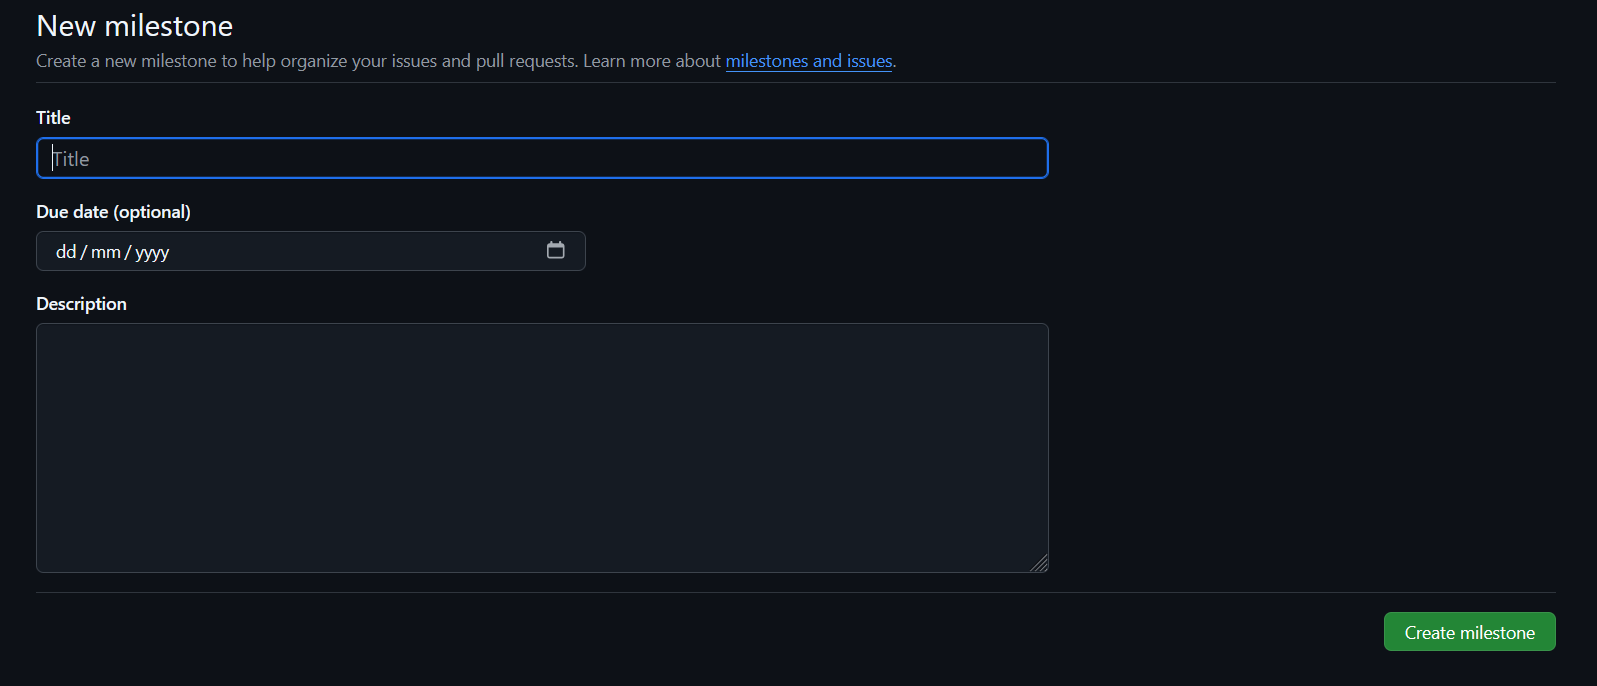 New milestone
Create a new milestone to help organize your issues and pull requests. Learn more about milestones and issues.
Title
Title
Due date (optional)
dd/mm/yyyy
Description
Create milestone